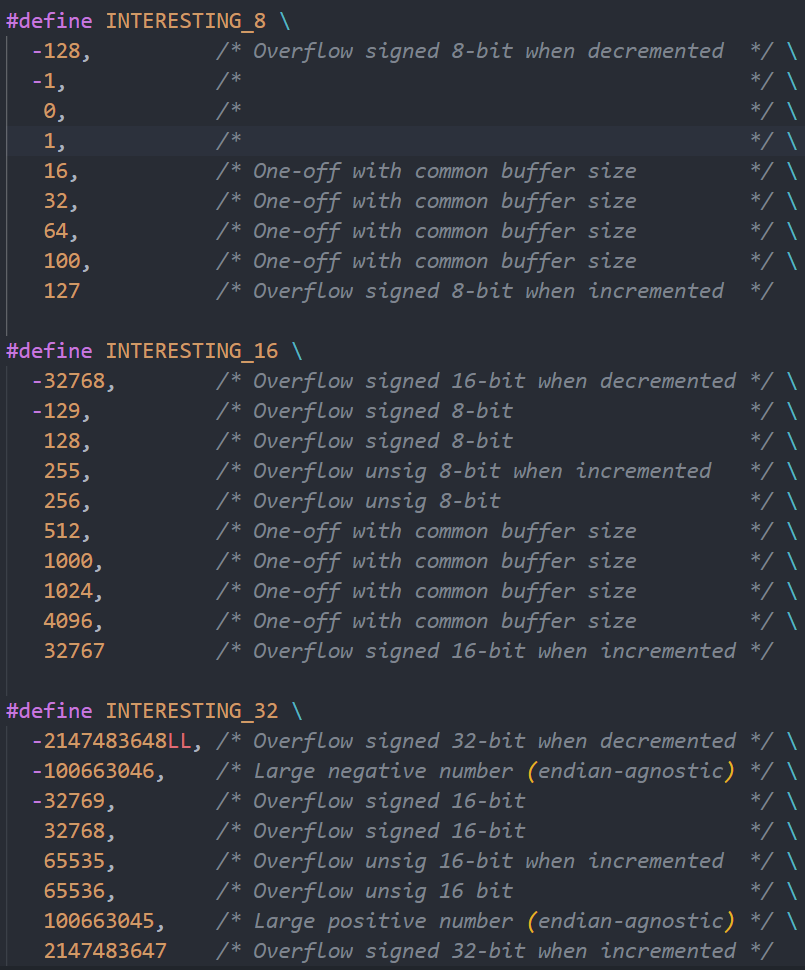 #define INTERESTING_8 \
  -128,          /* Overflow signed 8-bit when decremented  */ \
  -1,            /*                                         */ \
   0,            /*                                         */ \
   1,            /*                                         */ \
   16,           /* One-off with common buffer size         */ \
   32,           /* One-off with common buffer size         */ \
   64,           /* One-off with common buffer size         */ \
   100,          /* One-off with common buffer size         */ \
   127           /* Overflow signed 8-bit when incremented  */

#define INTERESTING_16 \
  -32768,        /* Overflow signed 16-bit when decremented */ \
  -129,          /* Overflow signed 8-bit                   */ \
   128,          /* Overflow signed 8-bit                   */ \
   255,          /* Overflow unsig 8-bit when incremented   */ \
   256,          /* Overflow unsig 8-bit                    */ \
   512,          /* One-off with common buffer size         */ \
   1000,         /* One-off with common buffer size         */ \
   1024,         /* One-off with common buffer size         */ \
   4096,         /* One-off with common buffer size         */ \
   32767         /* Overflow signed 16-bit when incremented */

#define INTERESTING_32 \
  -2147483648LL, /* Overflow signed 32-bit when decremented */ \
  -100663046,    /* Large negative number (endian-agnostic) */ \
  -32769,        /* Overflow signed 16-bit                  */ \
   32768,        /* Overflow signed 16-bit                  */ \
   65535,        /* Overflow unsig 16-bit when incremented  */ \
   65536,        /* Overflow unsig 16 bit                   */ \
   100663045,    /* Large positive number (endian-agnostic) */ \
   2147483647    /* Overflow signed 32-bit when incremented */